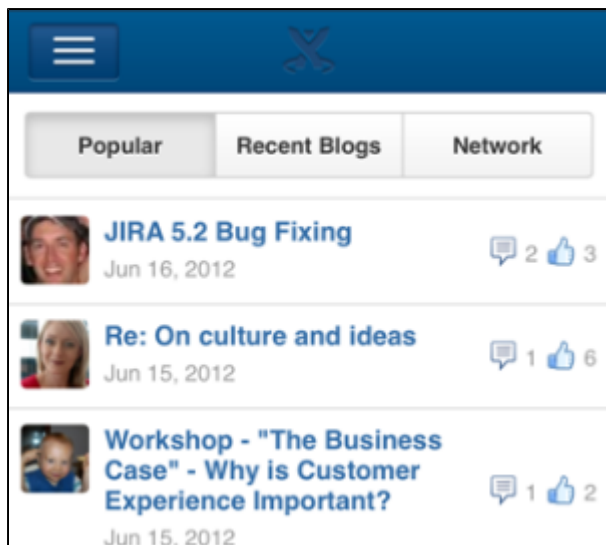 Popular Recent Blogs Network
JIRA 5.2 Bug Fixing
Jun 16, 2012
2 3
Re: On culture and ideas
Jun 15, 2012
1 6
Workshop - "The Business
Case" - Why is Customer
Experience Important?
1 2
Jun 15, 2012